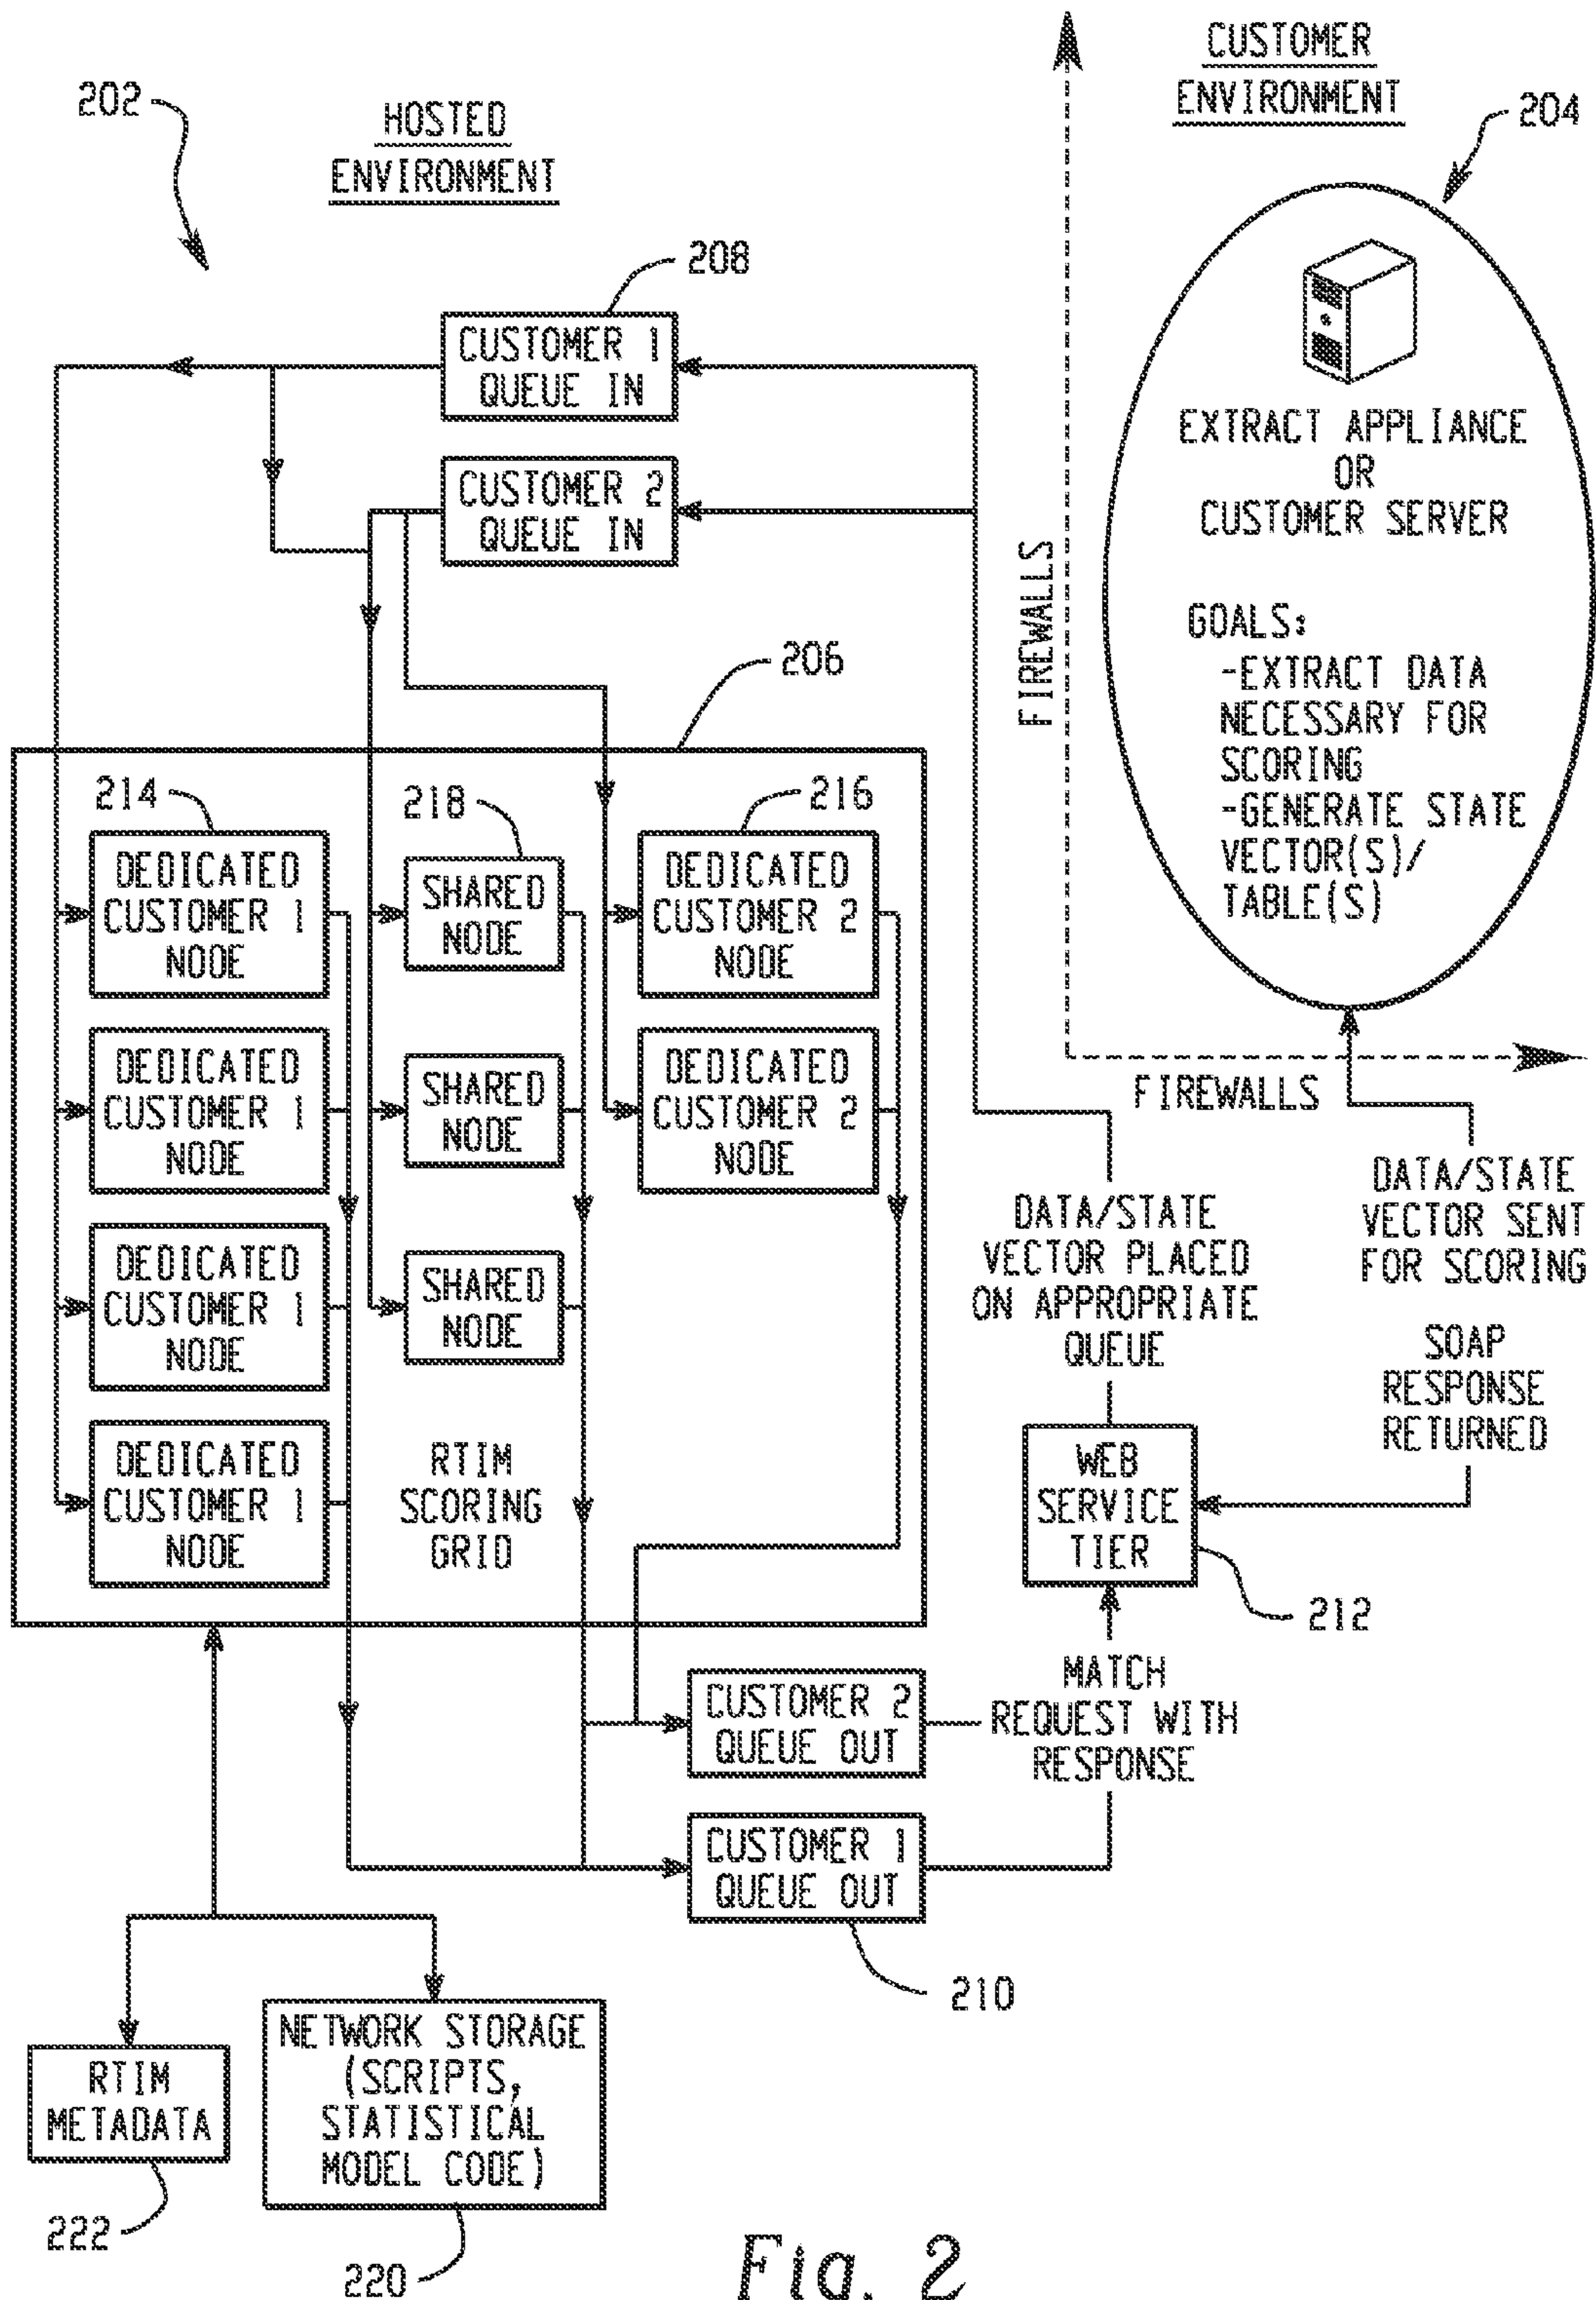 CUSTOMER
ENVIRONMENT
204
202
HOSTED
ENVIRONMENT
208
CUSTOMER 1
QUEUE IN
CUSTOMER 2
QUEUE IN
EXTRACT APPLIANCE
OR
CUSTOMER SERVER
GOALS:
-EXTRACT DATA
NECESSARY FOR
SCORING
-GENERATE STATE
VECTOR(S)/
TABLE(S)
FIREWALLS
FIREWALLS
206
214
218
216
DEDICATED
CUSTOMER 1
NODE
SHARED
NODE
DEDICATED
CUSTOMER 2
NODE
DEDICATED
CUSTOMER 1
NODE
SHARED
NODE
DEDICATED
CUSTOMER 2
NODE
DEDICATED
CUSTOMER 1
NODE
SHARED
NODE
DEDICATED
CUSTOMER 1
NODE
RTIM
SCORING
GRID
DATA/STATE
VECTOR PLACED
ON APPROPRIATE
QUEUE
DATA/STATE
VECTOR SENT
FOR SCORING
SOAP
RESPONSE
RETURNED
WEB
SERVICE
TIER
212
MATCH
REQUEST WITH
RESPONSE
CUSTOMER 2
QUEUE OUT
CUSTOMER 1
QUEUE OUT
210
RTIM
METADATA
222
NETWORK STORAGE
(SCRIPTS,
STATISTICAL
MODEL CODE)
220
Fig. 2